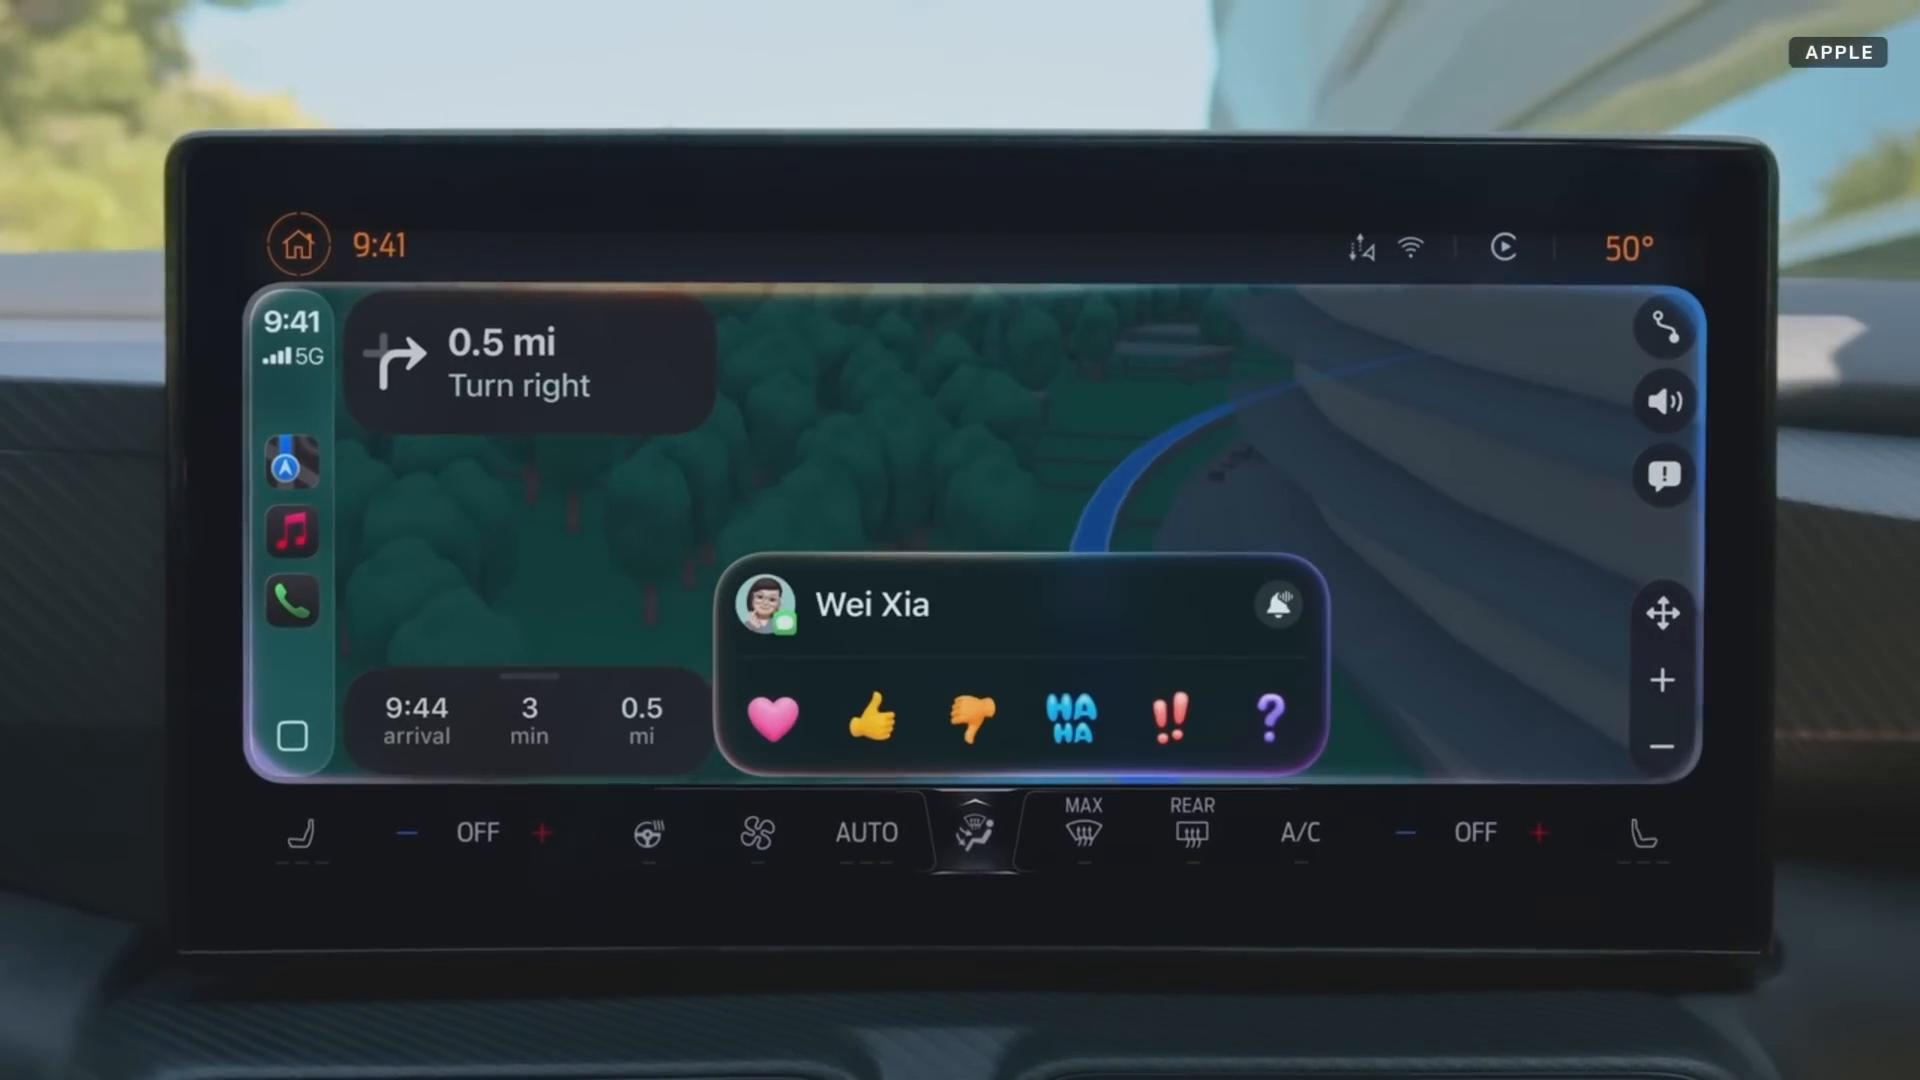 APPLE
9:41
50°
9:41
5G
0.5 mi
Turn right
Wei Xia
HA
HA
‼
?
9:44
arrival
3
min
0.5
mi
MAX
REAR
OFF
AUTO
A/C
OFF